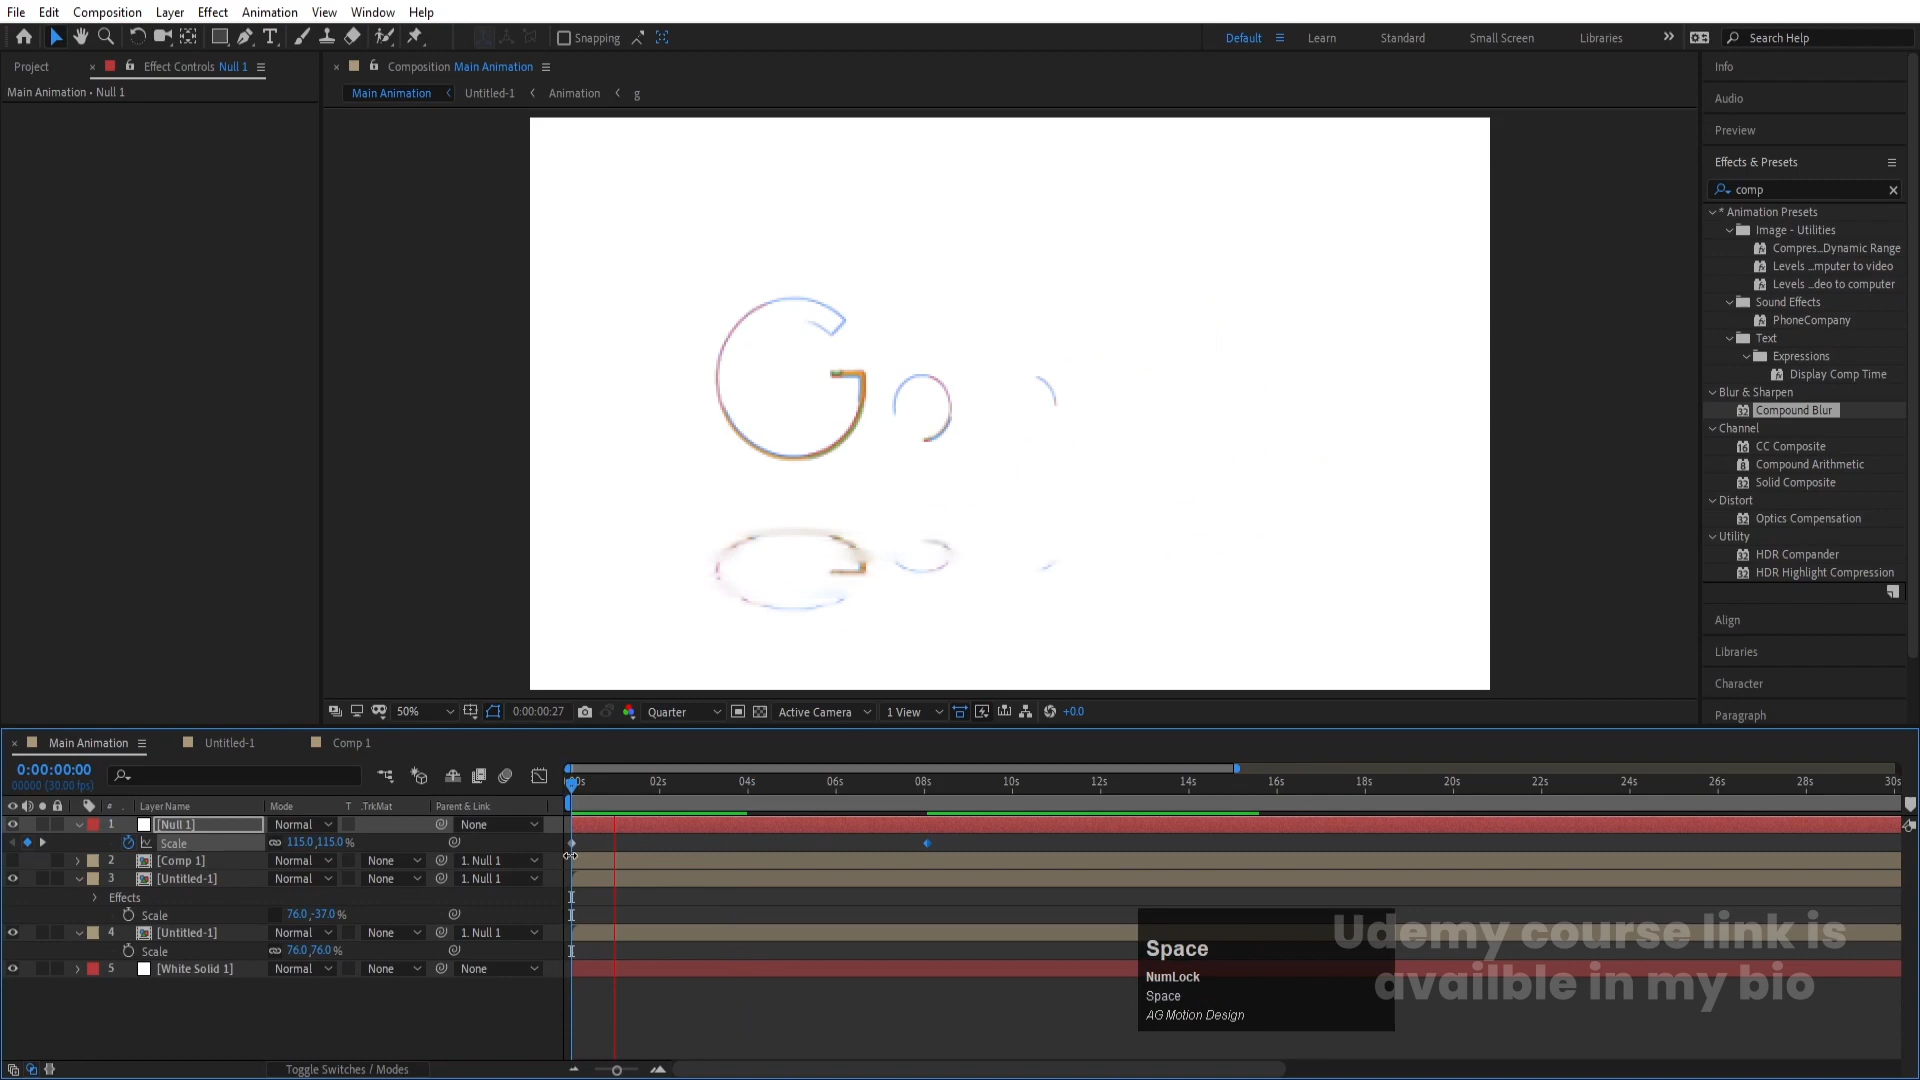 File Edit Composition Layer Effect Animation View Window Help
Snapping
Default Learn Standard Small Screen Libraries Search Help
Project Effect Controls Null 1
Main Animation • Null 1
Composition Main Animation
Main Animation Untitled-1 Animation g
Go
50% 0:00:00:27 Quarter Active Camera 1 View +0.0
Info
Audio
Preview
Effects & Presets
comp
* Animation Presets
Image - Utilities
Compres...Dynamic Range
Levels ...mputer to video
Levels ...deo to computer
Sound Effects
PhoneCompany
Text
Expressions
Display Comp Time
Blur & Sharpen
Compound Blur
Channel
CC Composite
Compound Arithmetic
Solid Composite
Distort
Optics Compensation
Utility
HDR Compander
HDR Highlight Compression
Align
Libraries
Character
Paragraph
Main Animation Untitled-1 Comp 1
0:00:00:00
00000 (30.00 fps)
02s 04s 06s 08s 10s 12s 14s 16s 18s 20s 22s 24s 26s 28s 30s
# Layer Name Mode T .TrkMat Parent & Link
1 [Null 1] Normal None
Scale 115.0,115.0%
2 [Comp 1] Normal None 1. Null 1
3 [Untitled-1] Normal None 1. Null 1
Effects
Scale 76.0,-37.0%
4 [Untitled-1] Normal None 1. Null 1
Scale 76.0,76.0%
5 [White Solid 1] Normal None None
Toggle Switches / Modes
Space
NumLock
Space
AG Motion Design
Udemy course link is
availble in my bio